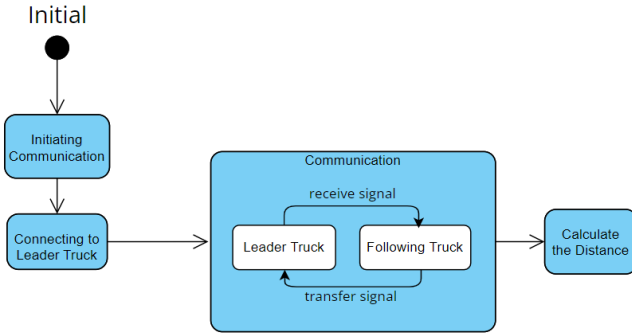 Initial
Initiating
Communication
Connecting to
Leader Truck
Communication
receive signal
Leader Truck
Following Truck
transfer signal
Calculate
the Distance